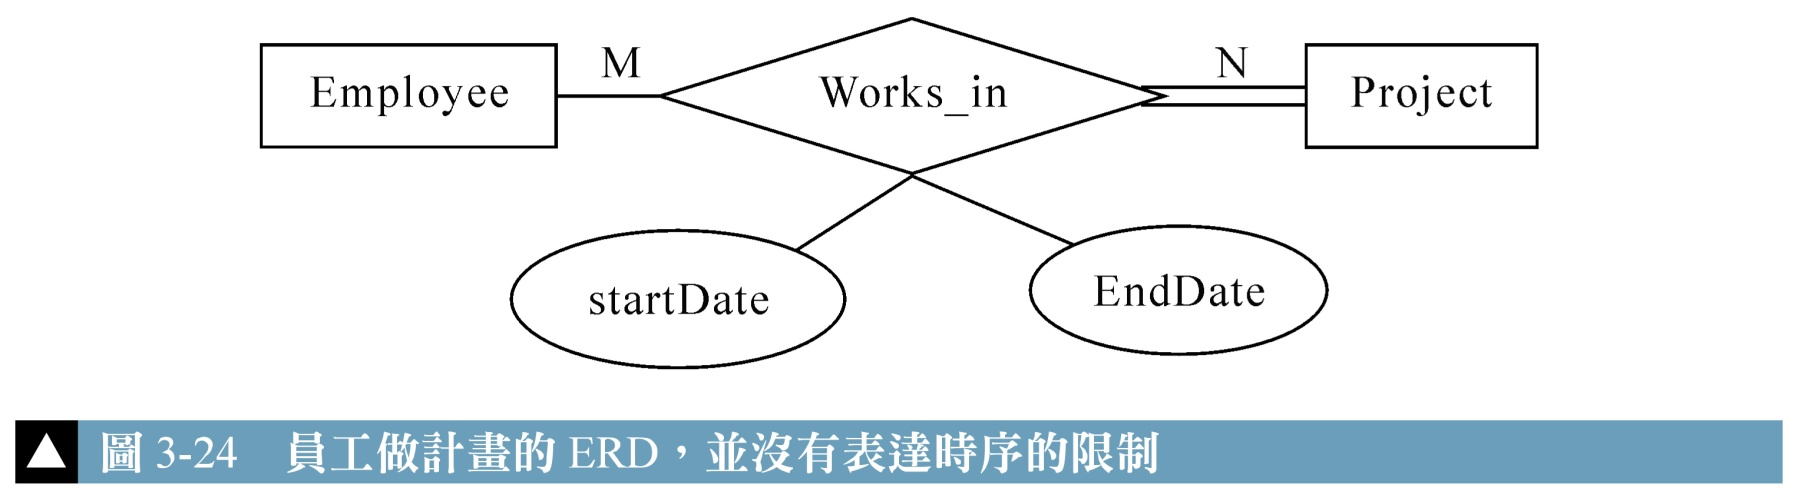 Employee
M
Works_in
N
Project
startDate
EndDate
圖 3-24 員工做計畫的 ERD，並沒有表達時序的限制